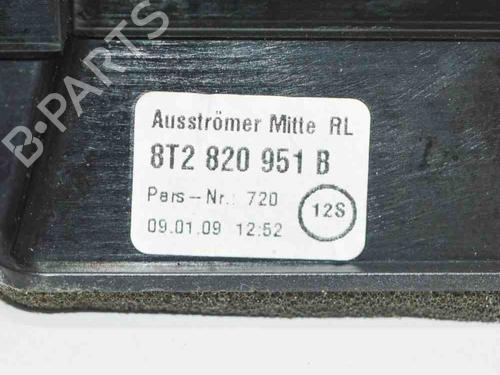 B-PARTS
Ausströmer Mitte RL
8T2 820 951 B
Pers-Nr.: 720
12S
09.01.09 12:52